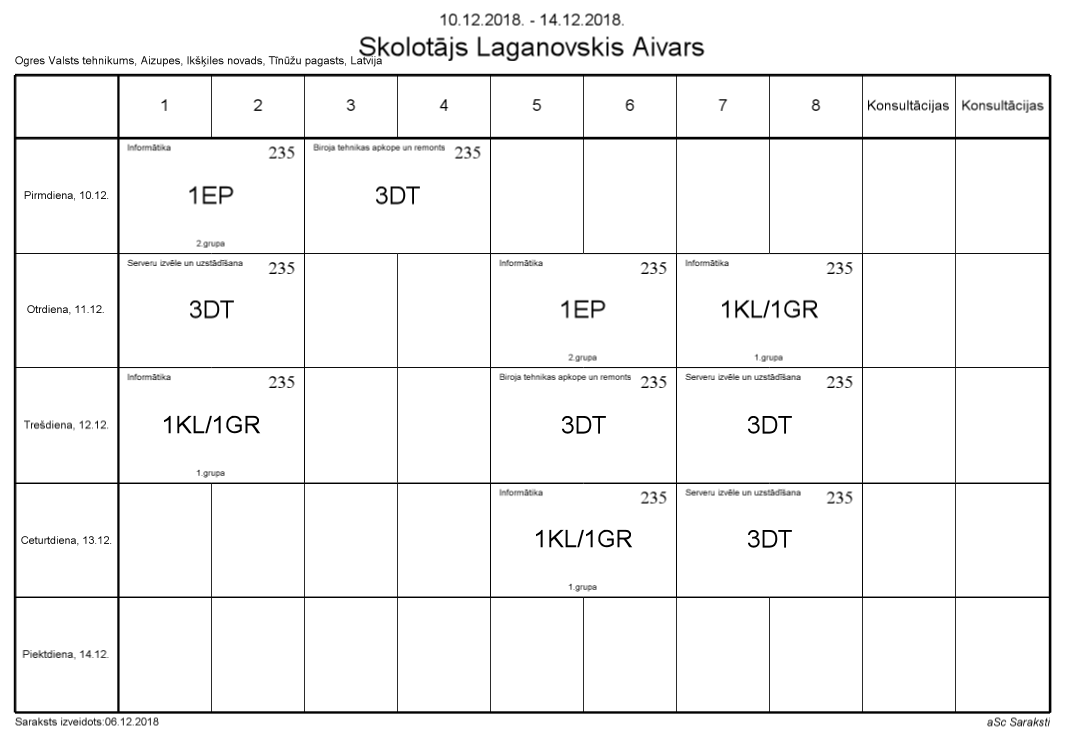 10.12.2018. - 14.12.2018.
Skolotājs Laganovskis Aivars
Ogres Valsts tehnikums, Aizupes, Ikšķiles novads, Tīnūžu pagasts, Latvija
1 2 3 4 5 6 7 8 Konsultācijas Konsultācijas
Informātika 235 Biroja tehnikas apkope un remonts 235
Pirmdiena, 10.12. 1EP 3DT
2.grupa
Serveru izvēle un uzstādīšana 235 Informātika 235 Informātika 235
Otrdiena, 11.12. 3DT 1EP 1KL/1GR
2.grupa 1.grupa
Informātika 235 Biroja tehnikas apkope un remonts 235 Serveru izvēle un uzstādīšana 235
Trešdiena, 12.12. 1KL/1GR 3DT 3DT
1.grupa
Informātika 235 Serveru izvēle un uzstādīšana 235
Ceturtdiena, 13.12. 1KL/1GR 3DT
1.grupa
Piektdiena, 14.12.
Saraksts izveidots:06.12.2018 aSc Saraksti